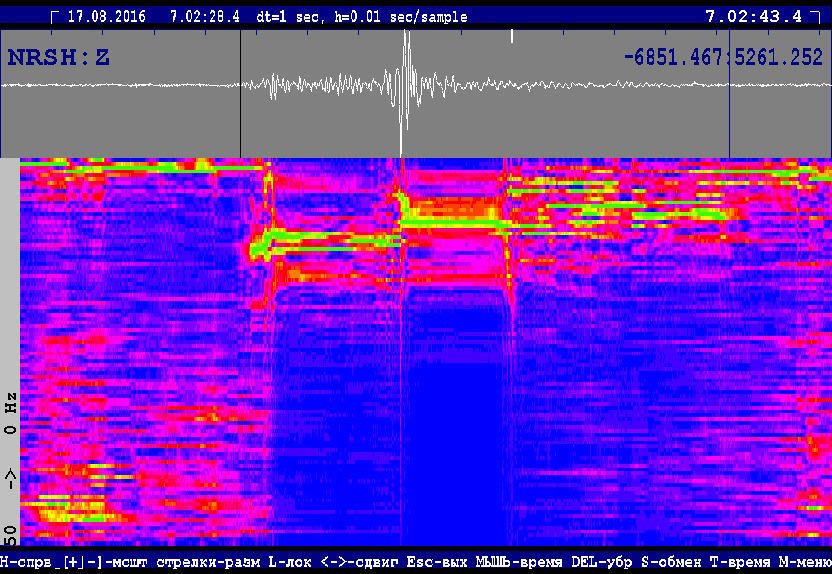 17.08.2016 7.02:28.4 dt=1 sec, h=0.01 sec/sample 7.02:43.4
NRSH:Z -6851.467:5261.252
50 -> 0 Hz
H-спрв_[+|-]-мсшт стрелки-разм L-лок <->-сдвиг Esc-вых МЫШЬ-время DEL-убр S-обмен T-время M-меню